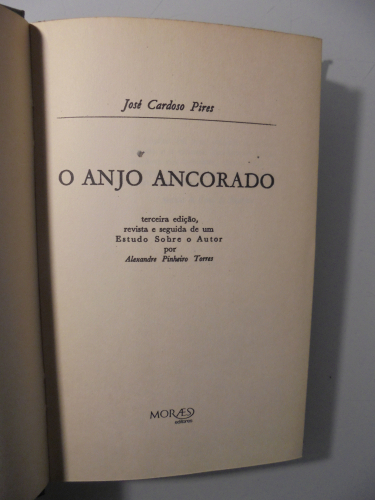 José Cardoso Pires
O ANJO ANCORADO
terceira edição,
revista e seguida de um
Estudo Sobre o Autor
por
Alexandre Pinheiro Torres
MORÆS
editores